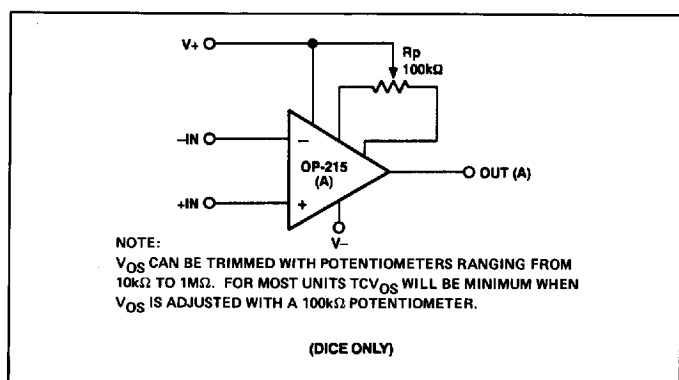 V+
Rp
100kΩ
–IN
–
OP-215
(A)
OUT (A)
+IN
+
V–
NOTE:
VOS CAN BE TRIMMED WITH POTENTIOMETERS RANGING FROM
10kΩ TO 1MΩ. FOR MOST UNITS TCVOS WILL BE MINIMUM WHEN
VOS IS ADJUSTED WITH A 100kΩ POTENTIOMETER.
(DICE ONLY)